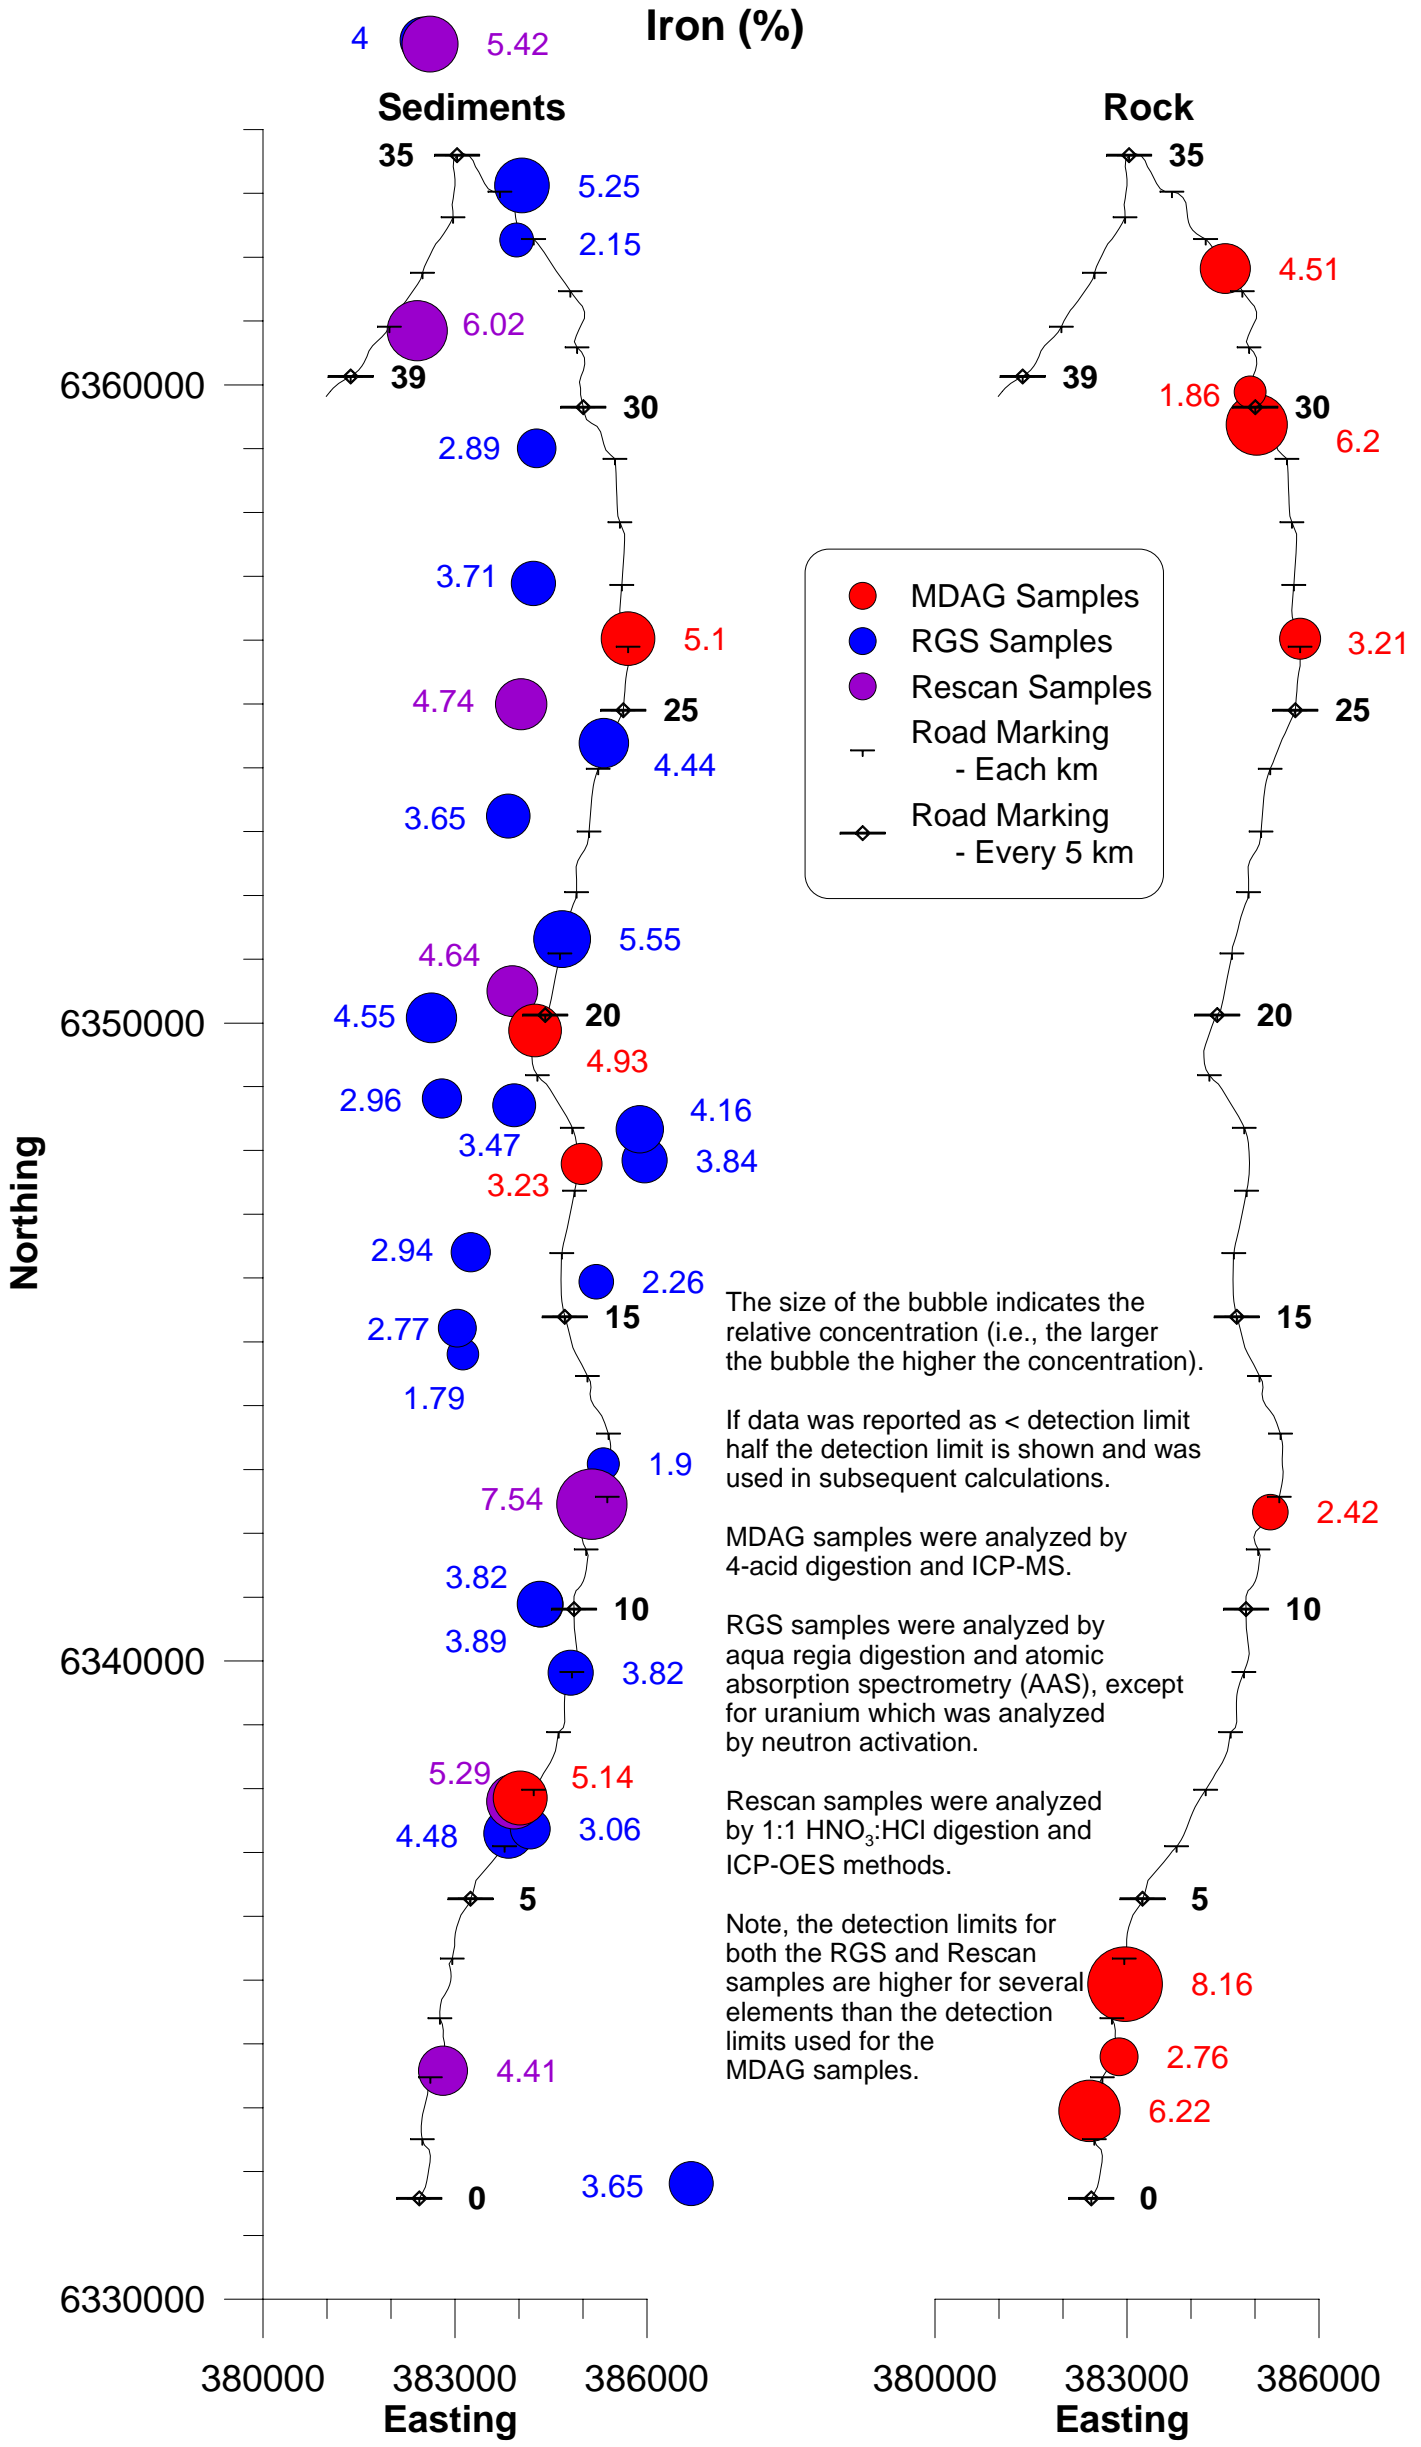 Iron (%)
4
5.42
Sediments
Rock
35
5.25
2.15
6.02
39
30
2.89
3.71
5.1
4.74
25
4.44
3.65
5.55
4.64
4.55
20
4.93
2.96
3.47
4.16
3.84
3.23
2.94
2.26
15
2.77
1.79
1.9
7.54
3.82
10
3.89
3.82
5.29
5.14
4.48
3.06
5
4.41
3.65
0
35
4.51
39
1.86
30
6.2
3.21
25
20
15
2.42
10
5
8.16
2.76
6.22
0
MDAG Samples
RGS Samples
Rescan Samples
Road Marking
- Each km
Road Marking
- Every 5 km
The size of the bubble indicates the
relative concentration (i.e., the larger
the bubble the higher the concentration).
If data was reported as < detection limit
half the detection limit is shown and was
used in subsequent calculations.
MDAG samples were analyzed by
4-acid digestion and ICP-MS.
RGS samples were analyzed by
aqua regia digestion and atomic
absorption spectrometry (AAS), except
for uranium which was analyzed
by neutron activation.
Rescan samples were analyzed
by 1:1 HNO₃:HCl digestion and
ICP-OES methods.
Note, the detection limits for
both the RGS and Rescan
samples are higher for several
elements than the detection
limits used for the
MDAG samples.
Northing
6360000
6350000
6340000
6330000
380000 383000 386000
Easting
380000 383000 386000
Easting